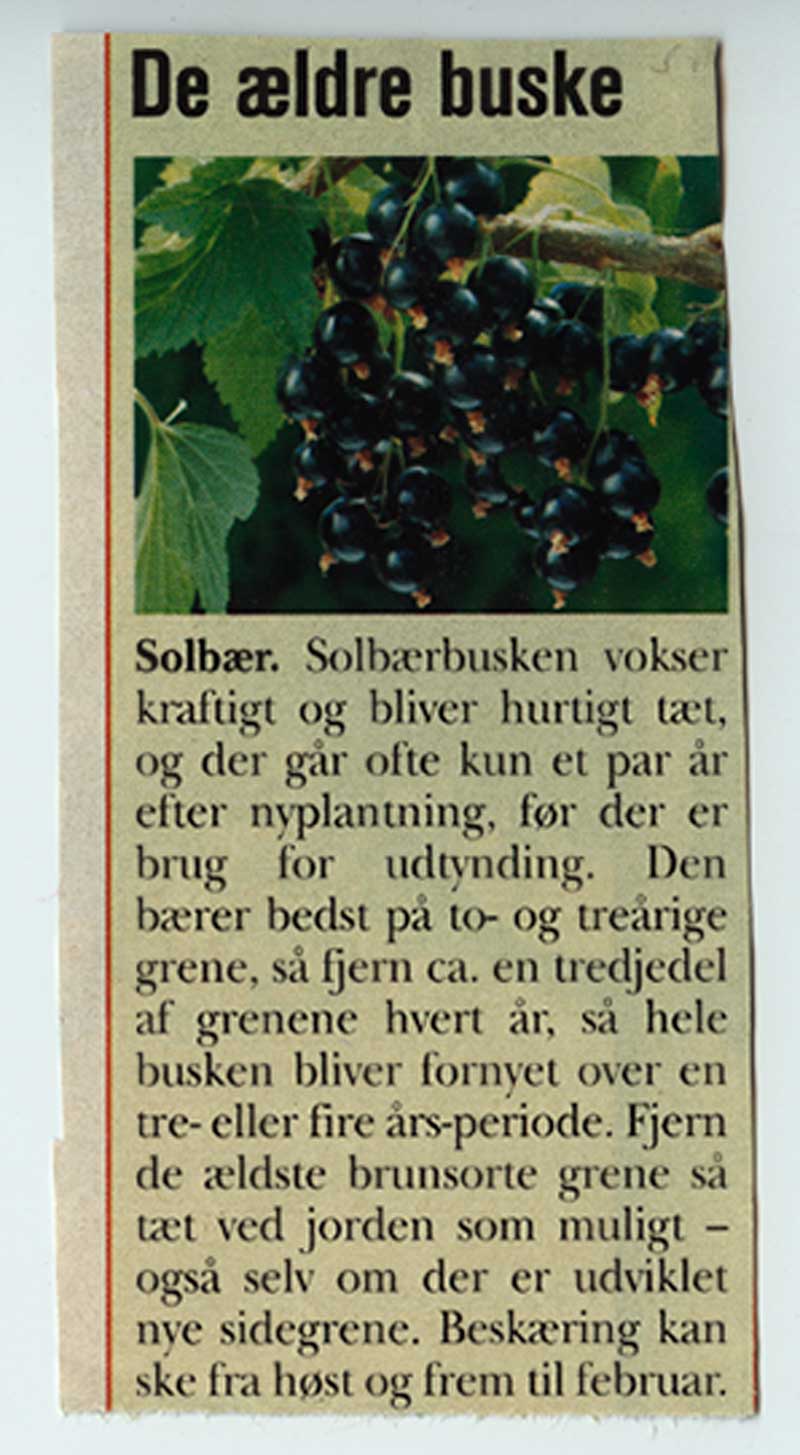 De ældre buske
Solbær. Solbærbusken vokser
kraftigt og bliver hurtigt tæt,
og der går ofte kun et par år
efter nyplantning, før der er
brug for udtynding. Den
bærer bedst på to- og treårige
grene, så fjern ca. en tredjedel
af grenene hvert år, så hele
busken bliver fornyet over en
tre- eller fire års-periode. Fjern
de ældste brunsorte grene så
tæt ved jorden som muligt –
også selv om der er udviklet
nye sidegrene. Beskæring kan
ske fra høst og frem til februar.